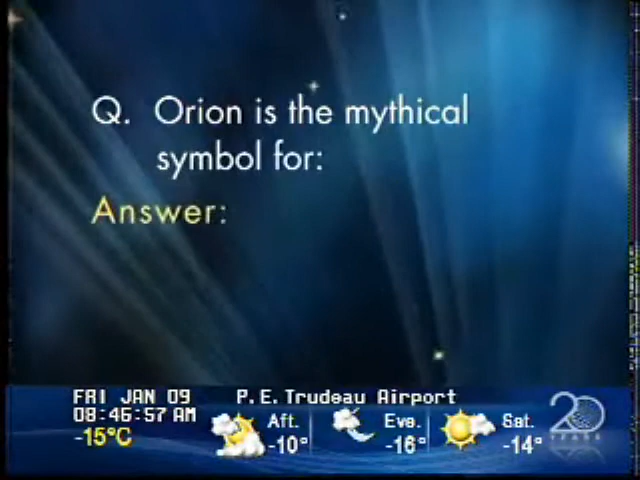 Q. Orion is the mythical
symbol for:
Answer:
FRI JAN 09
P.E. Trudeau Airport
08:46:57 AM
-15°C
Aft.
-10°
Eve.
-16°
Sat.
-14°
20
YEARS